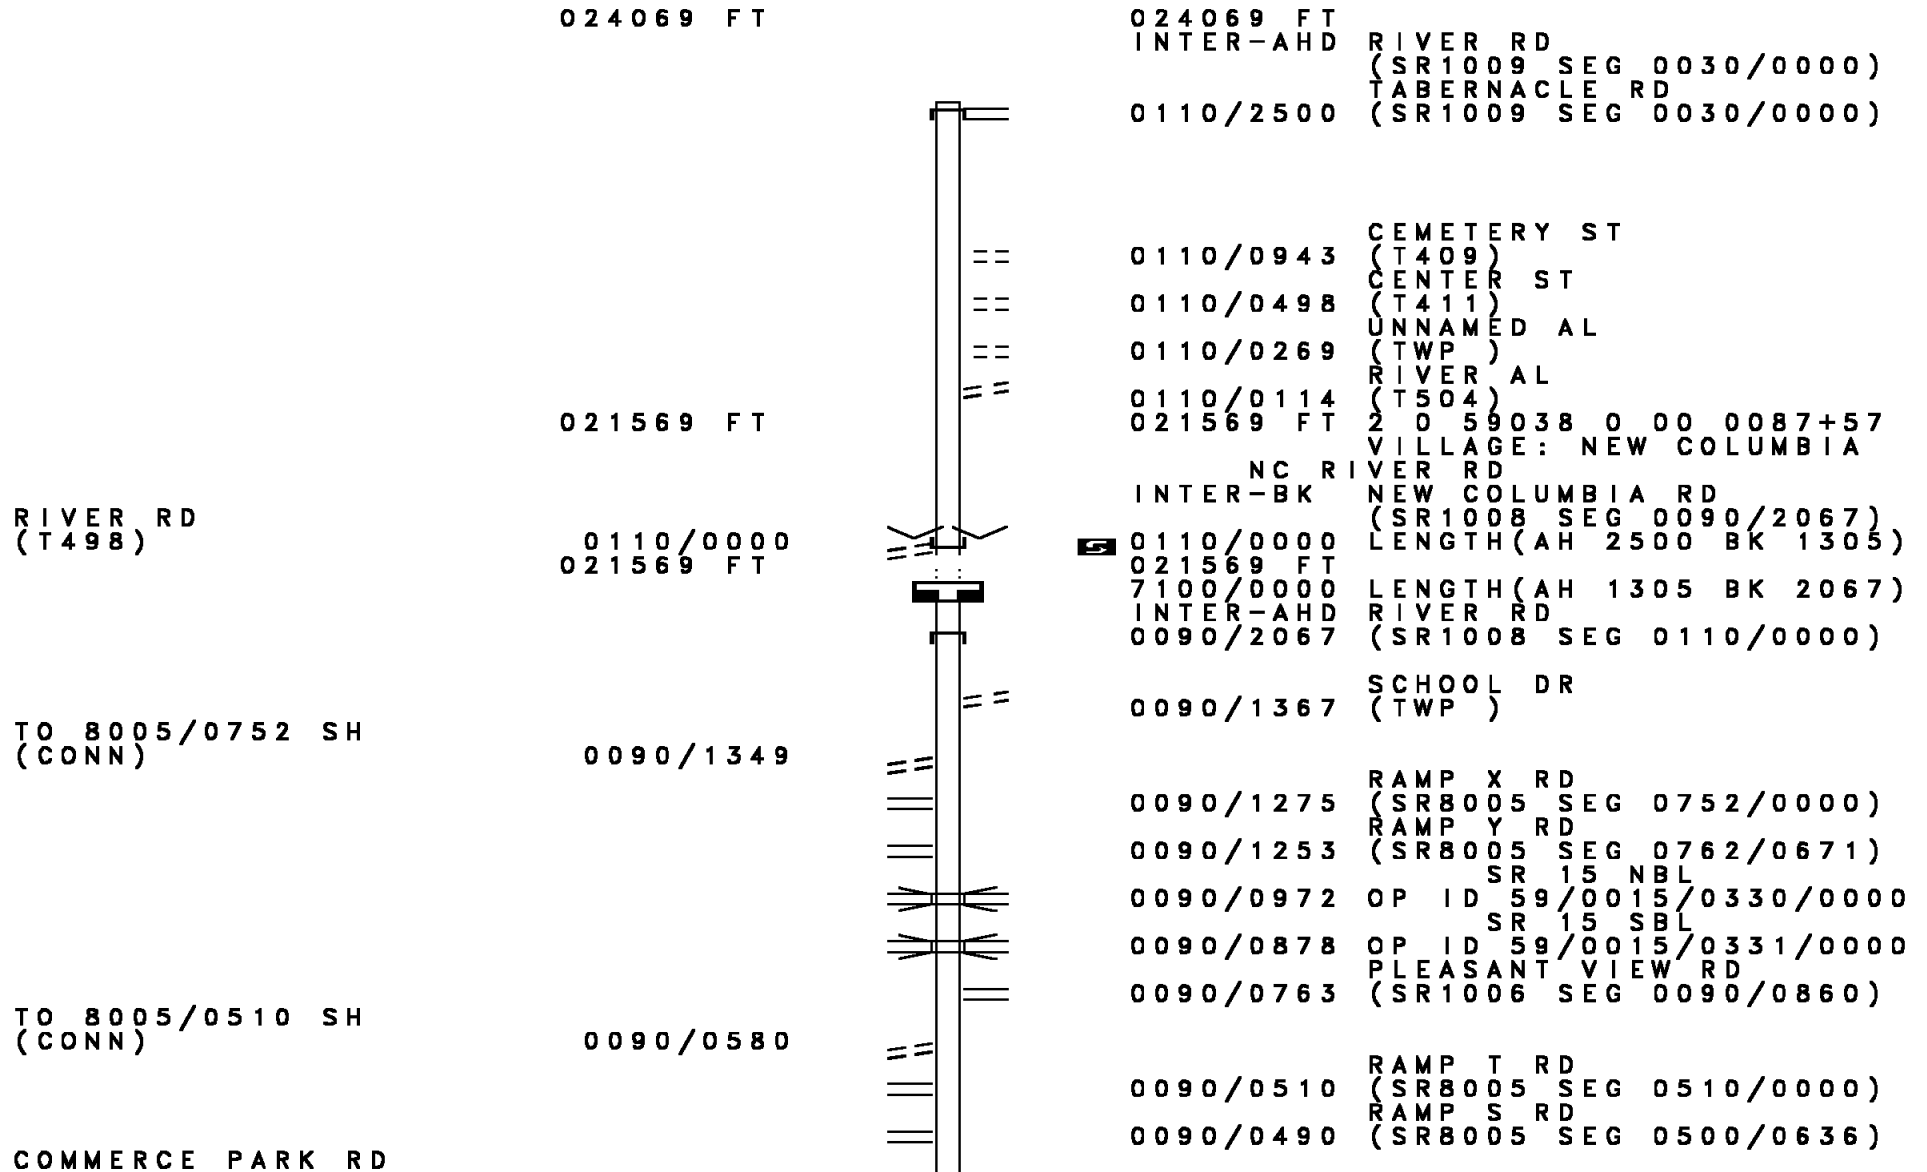 024069 FT 024069 FT
INTER-AHD RIVER RD
(SR1009 SEG 0030/0000)
TABERNACLE RD
0110/2500 (SR1009 SEG 0030/0000)
CEMETERY ST
0110/0943 (T409)
CENTER ST
0110/0498 (T411)
UNNAMED AL
0110/0269 (TWP )
RIVER AL
0110/0114 (T504)
021569 FT 021569 FT 2 0 59038 0 00 0087+57
VILLAGE: NEW COLUMBIA
NC RIVER RD
INTER-BK NEW COLUMBIA RD
RIVER RD (SR1008 SEG 0090/2067)
(T498) 0110/0000 0110/0000 LENGTH(AH 2500 BK 1305)
021569 FT 021569 FT
7100/0000 LENGTH(AH 1305 BK 2067)
INTER-AHD RIVER RD
0090/2067 (SR1008 SEG 0110/0000)
SCHOOL DR
0090/1367 (TWP )
TO 8005/0752 SH
(CONN) 0090/1349
RAMP X RD
0090/1275 (SR8005 SEG 0752/0000)
RAMP Y RD
0090/1253 (SR8005 SEG 0762/0671)
SR 15 NBL
0090/0972 OP ID 59/0015/0330/0000
SR 15 SBL
0090/0878 OP ID 59/0015/0331/0000
PLEASANT VIEW RD
0090/0763 (SR1006 SEG 0090/0860)
TO 8005/0510 SH
(CONN) 0090/0580
RAMP T RD
0090/0510 (SR8005 SEG 0510/0000)
RAMP S RD
0090/0490 (SR8005 SEG 0500/0636)
COMMERCE PARK RD